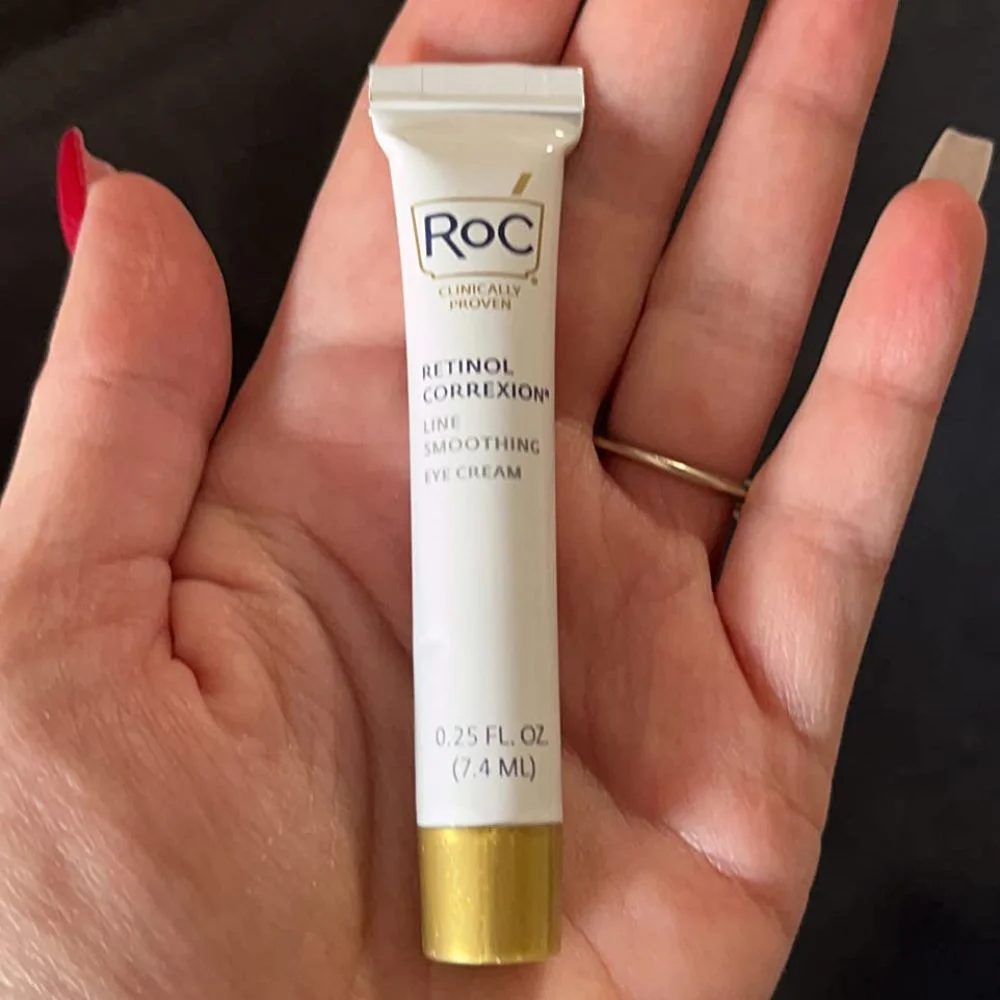 RoC
CLINICALLY
PROVEN
RETINOL
CORREXION®
LINE
SMOOTHING
EYE CREAM
0.25 FL. OZ.
(7.4 ML)